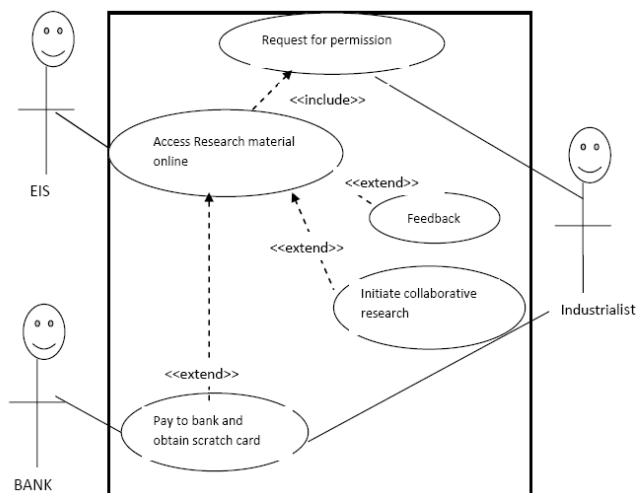 Request for permission
<<include>>
Access Research material
online
EIS
<<extend>>
Feedback
<<extend>>
Initiate collaborative
research
Industrialist
<<extend>>
Pay to bank and
obtain scratch card
BANK